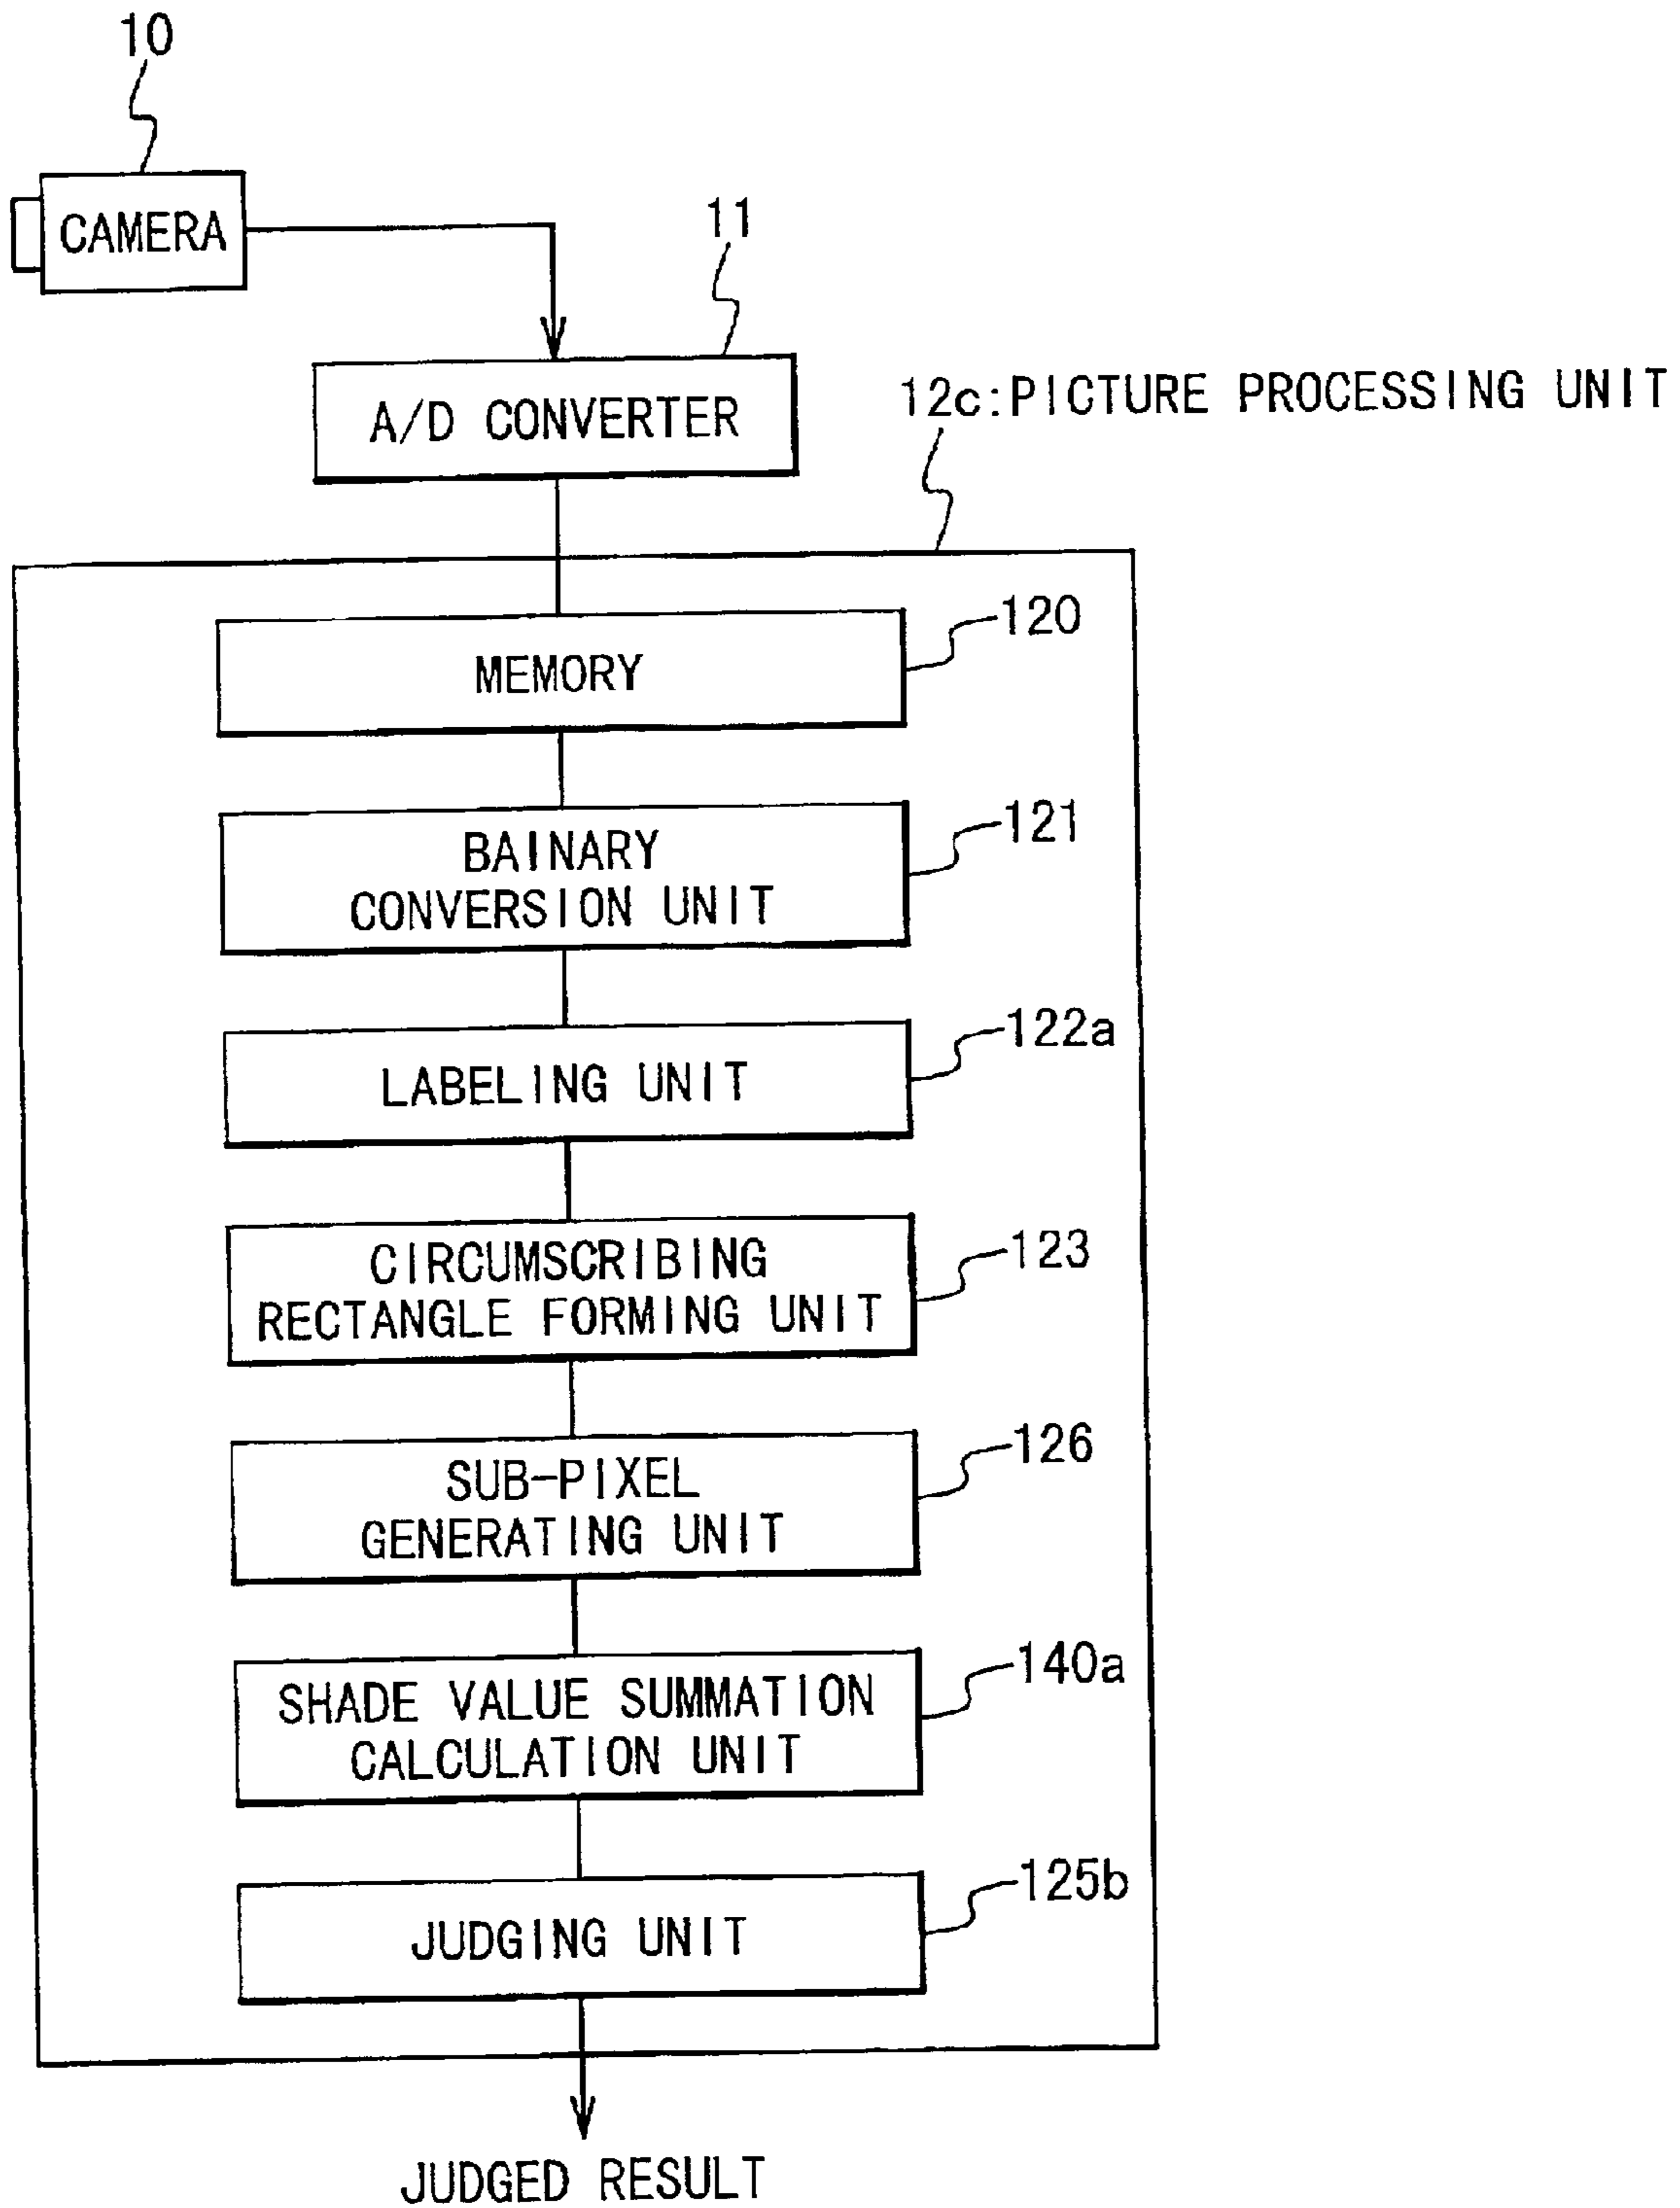 10
CAMERA
11
A/D CONVERTER
12c:PICTURE PROCESSING UNIT
120
MEMORY
121
BAINARY
CONVERSION UNIT
122a
LABELING UNIT
123
CIRCUMSCRIBING
RECTANGLE FORMING UNIT
126
SUB-PIXEL
GENERATING UNIT
140a
SHADE VALUE SUMMATION
CALCULATION UNIT
125b
JUDGING UNIT
JUDGED RESULT